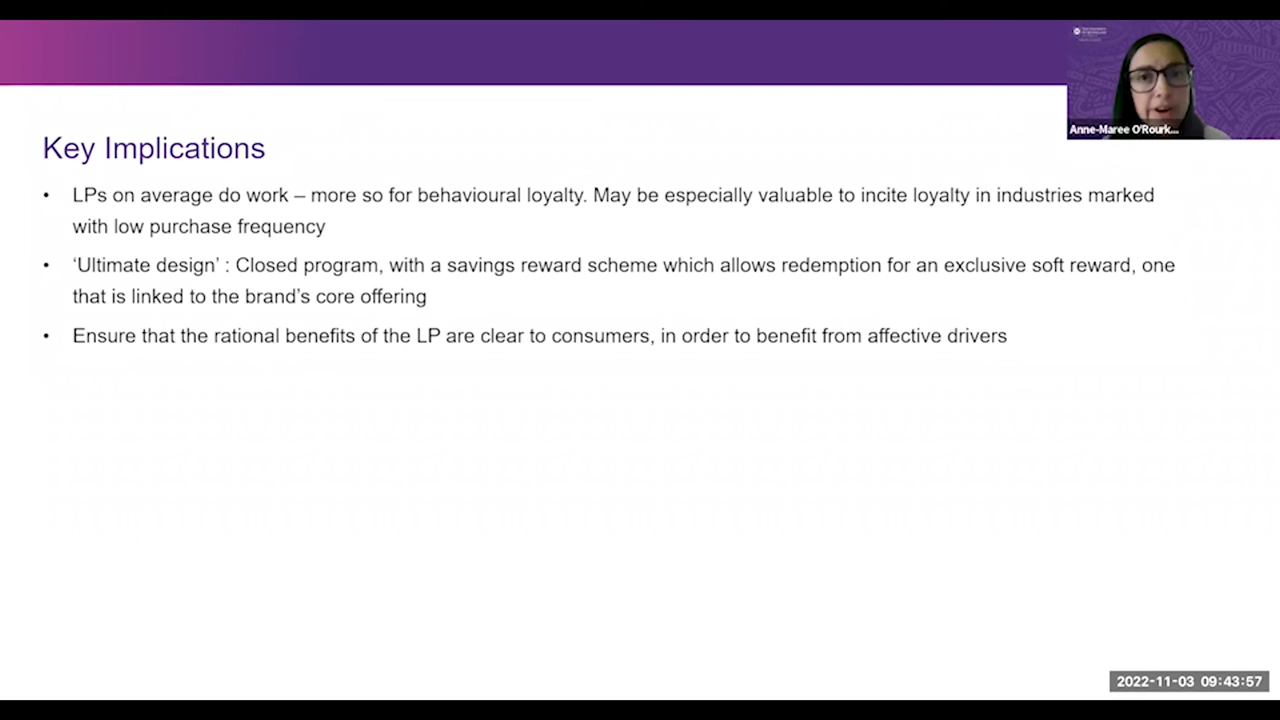 Anne-Maree O'Rourk...
Key Implications
• LPs on average do work – more so for behavioural loyalty. May be especially valuable to incite loyalty in industries marked
with low purchase frequency
• ‘Ultimate design’ : Closed program, with a savings reward scheme which allows redemption for an exclusive soft reward, one
that is linked to the brand’s core offering
• Ensure that the rational benefits of the LP are clear to consumers, in order to benefit from affective drivers
2022-11-03 09:43:57